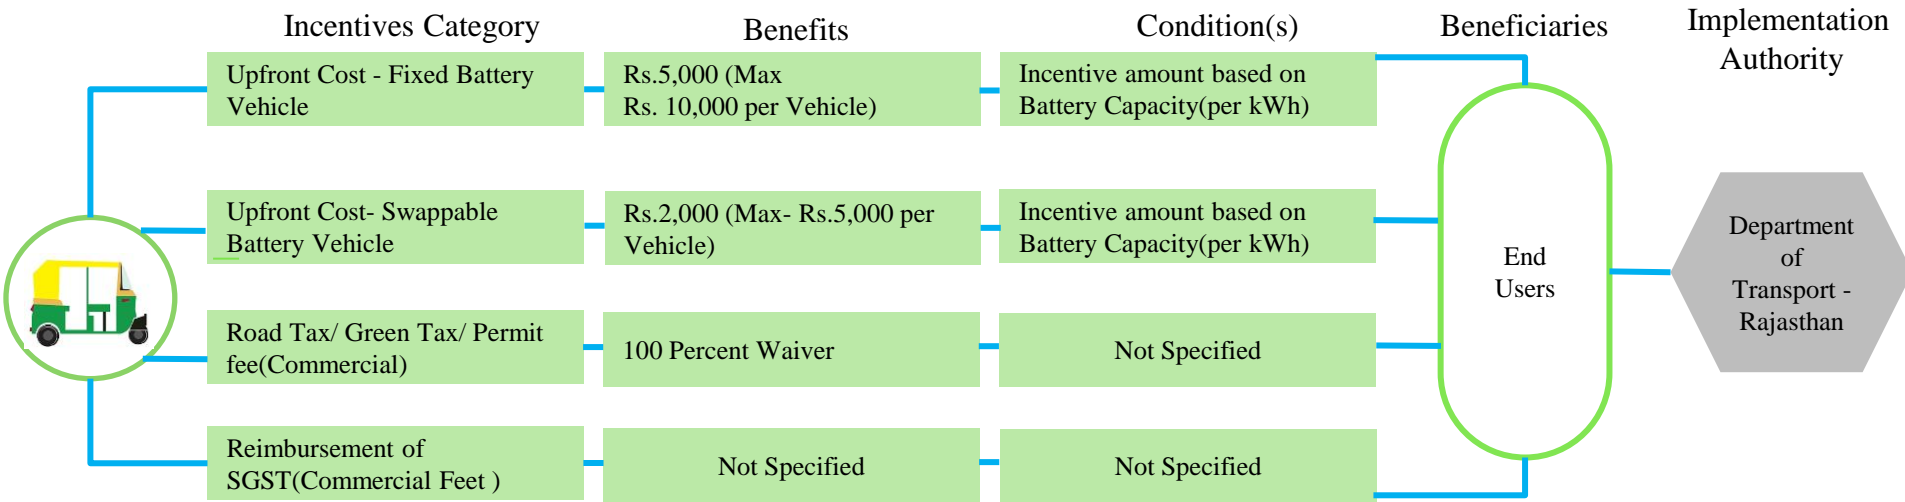 Incentives Category
Benefits
Condition(s)
Beneficiaries
Implementation
Authority
Upfront Cost - Fixed Battery
Vehicle
Rs.5,000 (Max
Rs. 10,000 per Vehicle)
Incentive amount based on
Battery Capacity(per kWh)
Upfront Cost- Swappable
Battery Vehicle
Rs.2,000 (Max- Rs.5,000 per
Vehicle)
Incentive amount based on
Battery Capacity(per kWh)
Road Tax/ Green Tax/ Permit
fee(Commercial)
100 Percent Waiver
Not Specified
Reimbursement of
SGST(Commercial Feet )
Not Specified
Not Specified
End
Users
Department
of
Transport -
Rajasthan